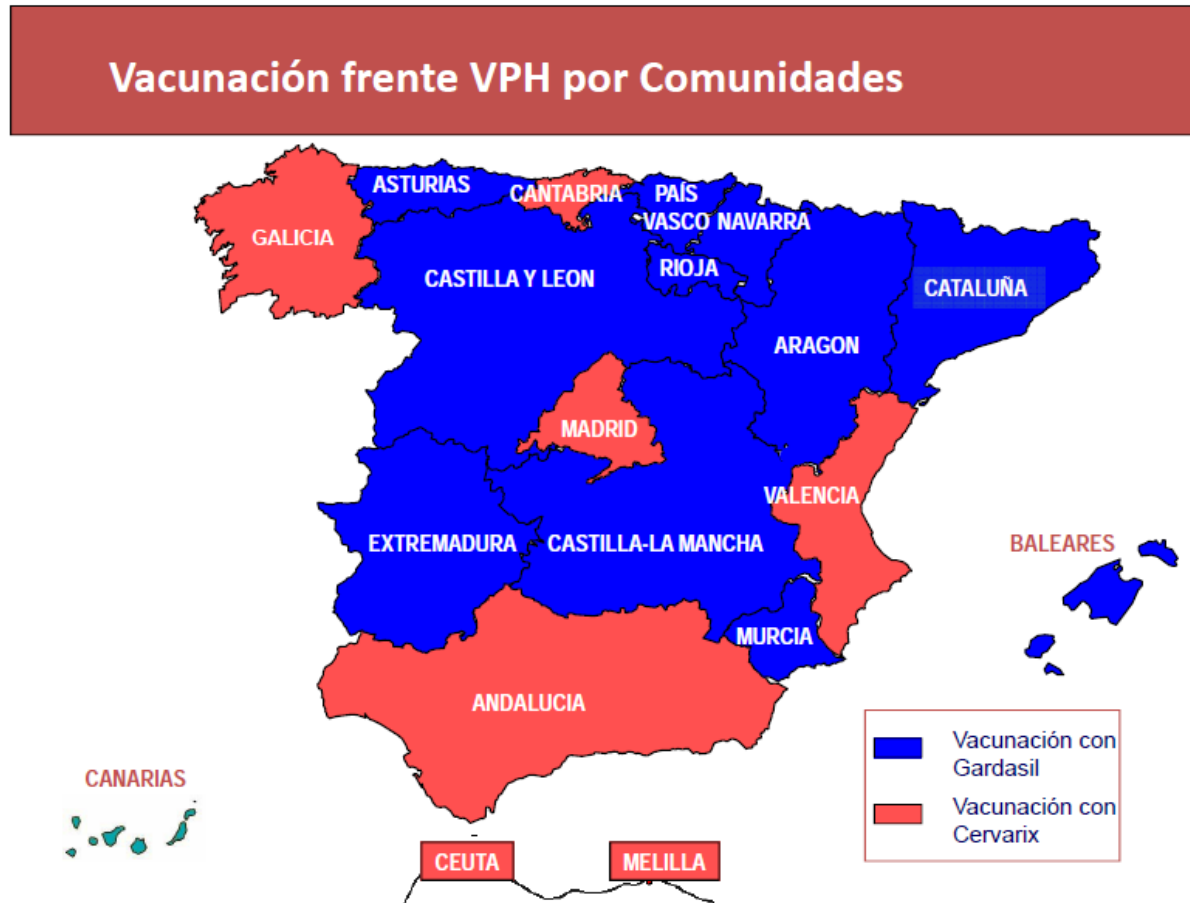 Vacunación frente VPH por Comunidades
ASTURIAS
CANTABRIA
PAÍS
VASCO
NAVARRA
GALICIA
RIOJA
CASTILLA Y LEON
CATALUÑA
ARAGON
MADRID
VALENCIA
EXTREMADURA
CASTILLA-LA MANCHA
BALEARES
MURCIA
ANDALUCIA
Vacunación con
Gardasil
CANARIAS
Vacunación con
Cervarix
CEUTA
MELILLA